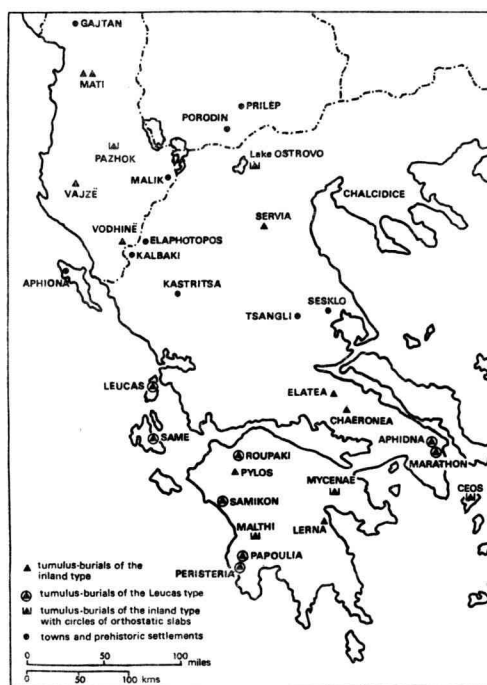 GAJTAN
MATI
PRILEP
PORODIN
PAZHOK
Lake OSTROVO
MALIK
VAJZË
CHALCIDICE
SERVIA
VODHINË
ELAPHOTOPOS
KALBAKI
APHIONA
KASTRITSA
SESKLO
TSANGLI
LEUCAS
ELATEA
CHAERONEA
SAME
APHIDNA
ROUPAKI
MARATHON
PYLOS
MYCENAE
CEOS
SAMIKON
MALTHI
LERNA
PAPOULIA
PERISTERIA
tumulus-burials of the
inland type
tumulus-burials of the Leucas type
tumulus-burials of the inland type
with circles of orthostatic slabs
towns and prehistoric settlements
0 100
miles
0 50 100
kms